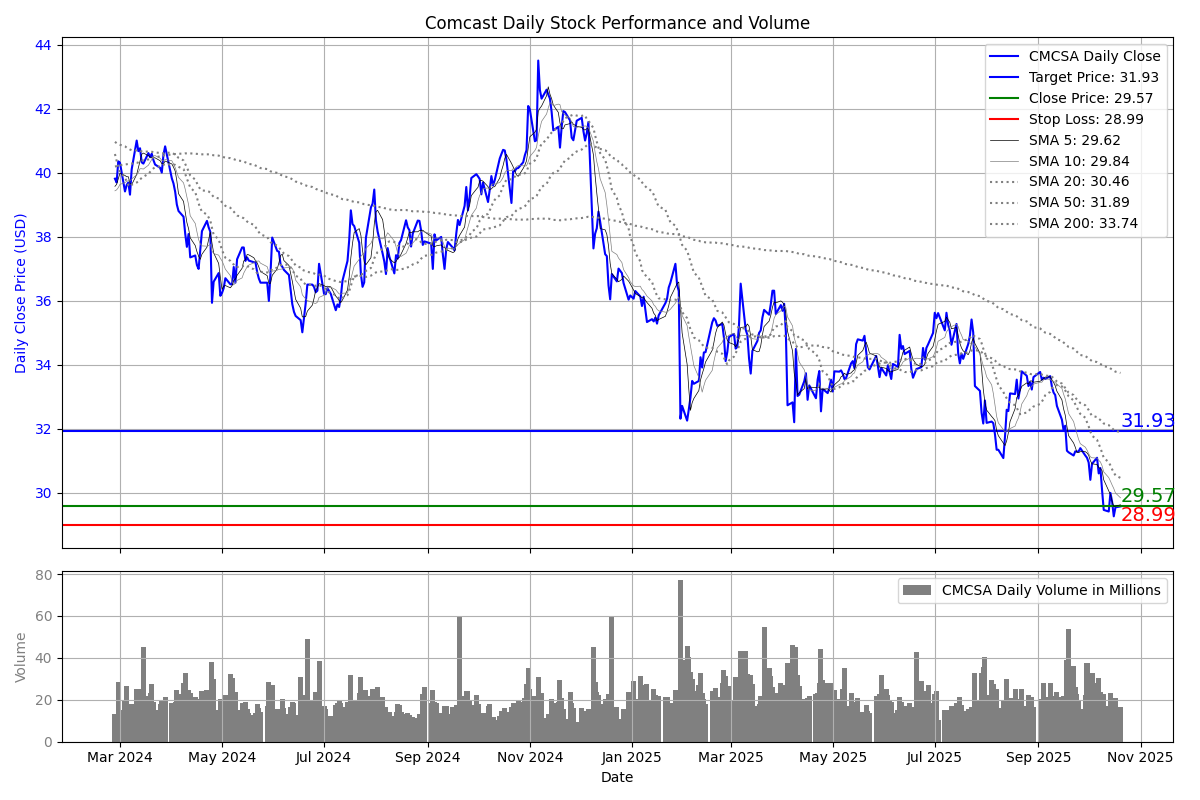 Comcast Daily Stock Performance and Volume
44
42
40
38
36
34
32
30
Daily Close Price (USD)
CMCSA Daily Close
Target Price: 31.93
Close Price: 29.57
Stop Loss: 28.99
SMA 5: 29.62
SMA 10: 29.84
SMA 20: 30.46
SMA 50: 31.89
SMA 200: 33.74
31.93
29.57
28.99
80
60
40
20
0
Volume
CMCSA Daily Volume in Millions
Mar 2024 May 2024 Jul 2024 Sep 2024 Nov 2024 Jan 2025 Mar 2025 May 2025 Jul 2025 Sep 2025 Nov 2025
Date